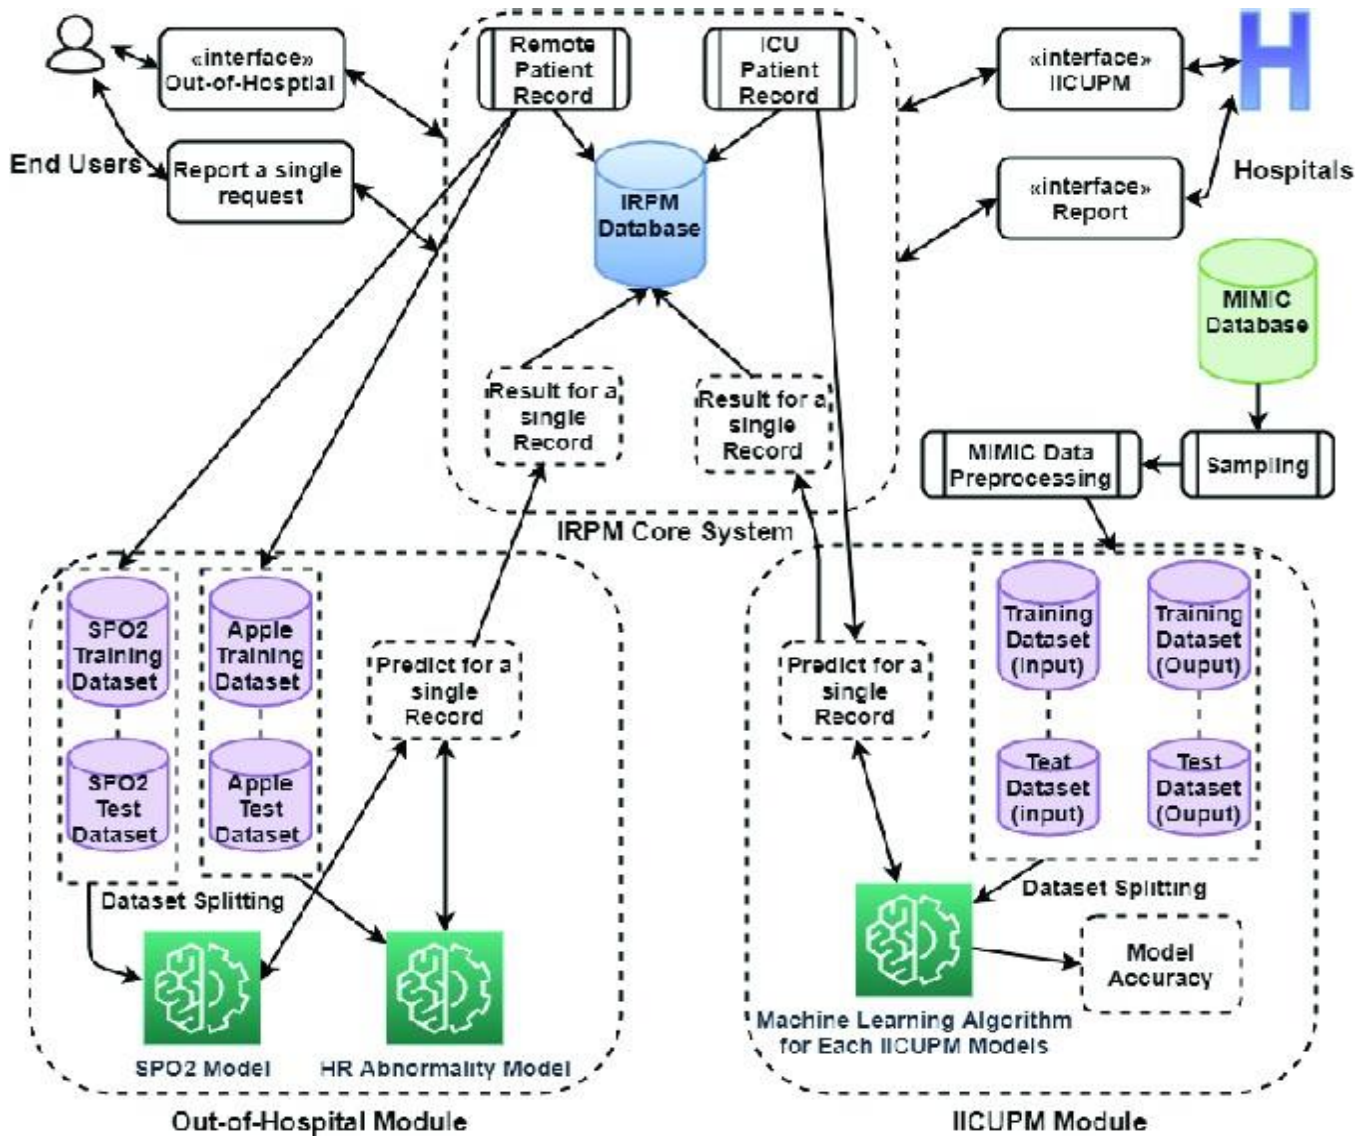 «interface»
Out-of-Hosptial
End Users
Report a single
request
Remote
Patient
Record
ICU
Patient
Record
IRPM
Database
«interface»
IICUPM
Hospitals
«interface»
Report
MIMIC
Database
Result for a
single
Record
Result for a
single
Record
MIMIC Data
Preprocessing
Sampling
IRPM Core System
SPO2
Training
Dataset
Apple
Training
Dataset
Predict for a
single
Record
SPO2
Test
Dataset
Apple
Test
Dataset
Dataset Splitting
SPO2 Model
HR Abnormality Model
Out-of-Hospital Module
Predict for a
single
Record
Training
Dataset
(Input)
Training
Dataset
(Ouput)
Teat
Dataset
(input)
Test
Dataset
(Ouput)
Dataset Splitting
Model
Accuracy
Machine Learning Algorithm
for Each IICUPM Models
IICUPM Module